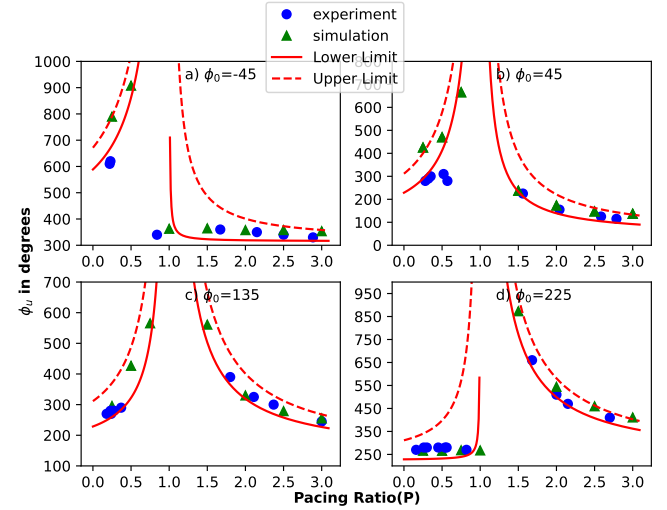 experiment
simulation
Lower Limit
Upper Limit
a) ϕ0=-45
1000
900
800
700
600
500
400
300
0.0 0.5 1.0 1.5 2.0 2.5 3.0
b) ϕ0=45
800
600
500
400
300
200
100
0
0.0 0.5 1.0 1.5 2.0 2.5 3.0
c) ϕ0=135
700
600
500
400
300
200
100
0.0 0.5 1.0 1.5 2.0 2.5 3.0
d) ϕ0=225
950
850
750
650
550
450
350
250
0.0 0.5 1.0 1.5 2.0 2.5 3.0
ϕu in degrees
Pacing Ratio(P)